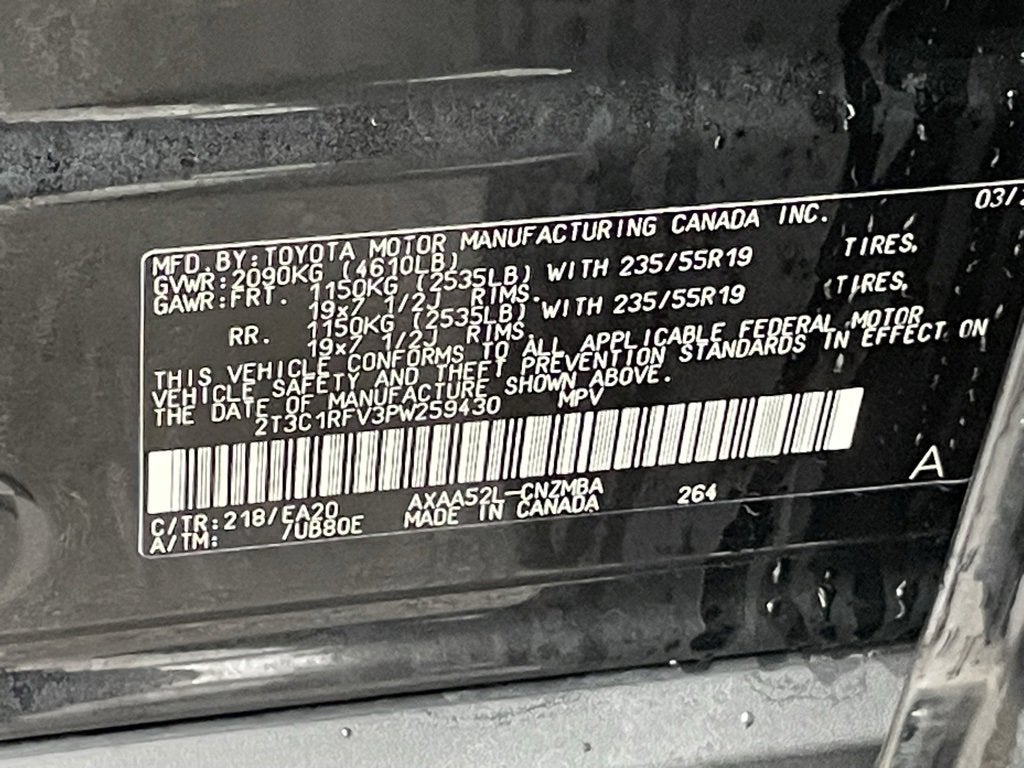 03/
MFD. BY: TOYOTA MOTOR MANUFACTURING CANADA INC.
GVWR: 2090KG (4610LB)
GAWR: FRT. 1150KG (2535LB) WITH 235/55R19 TIRES,
19x7 1/2J RIMS.
RR. 1150KG (2535LB) WITH 235/55R19 TIRES,
19x7 1/2J RIMS.
THIS VEHICLE CONFORMS TO ALL APPLICABLE FEDERAL MOTOR
VEHICLE SAFETY AND THEFT PREVENTION STANDARDS IN EFFECT ON
THE DATE OF MANUFACTURE SHOWN ABOVE.
2T3C1RFV3PW259430 MPV
A
C/TR: 218/EA20 AXAA52L-CNZMBA 264
A/TM: /UB80E MADE IN CANADA